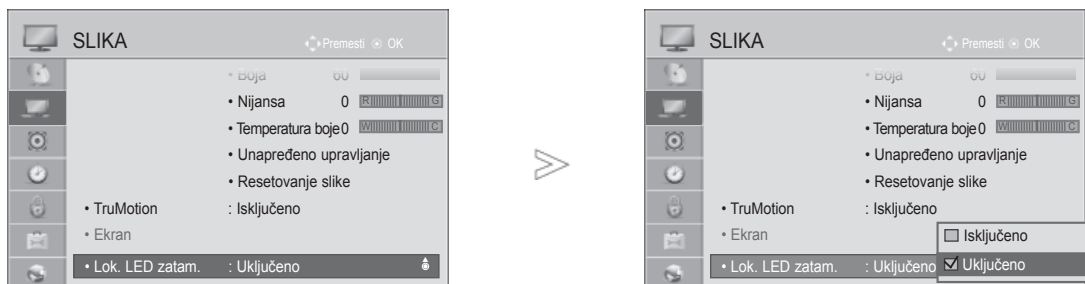 SLIKA Premesti OK
• Boja 60
• Nijansa 0 R G
• Temperatura boje 0 W C
• Unapređeno upravljanje
• Resetovanje slike
• TruMotion : Isključeno
• Ekran
• Lok. LED zatam. : Uključeno
SLIKA Premesti OK
• Boja 60
• Nijansa 0 R G
• Temperatura boje 0 W C
• Unapređeno upravljanje
• Resetovanje slike
• TruMotion : Isključeno
• Ekran
Isključeno
• Lok. LED zatam. : Uključeno
Uključeno